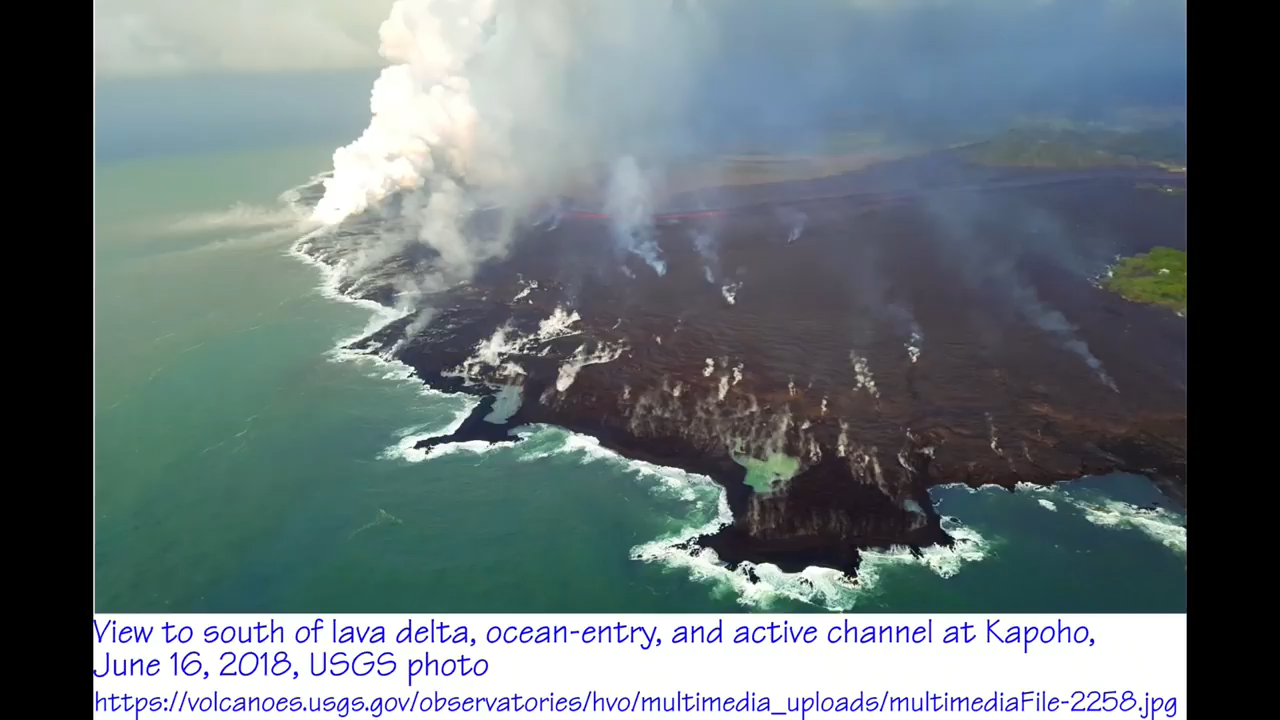 View to south of lava delta, ocean-entry, and active channel at Kapoho,
June 16, 2018, USGS photo
https://volcanoes.usgs.gov/observatories/hvo/multimedia_uploads/multimediaFile-2258.jpg